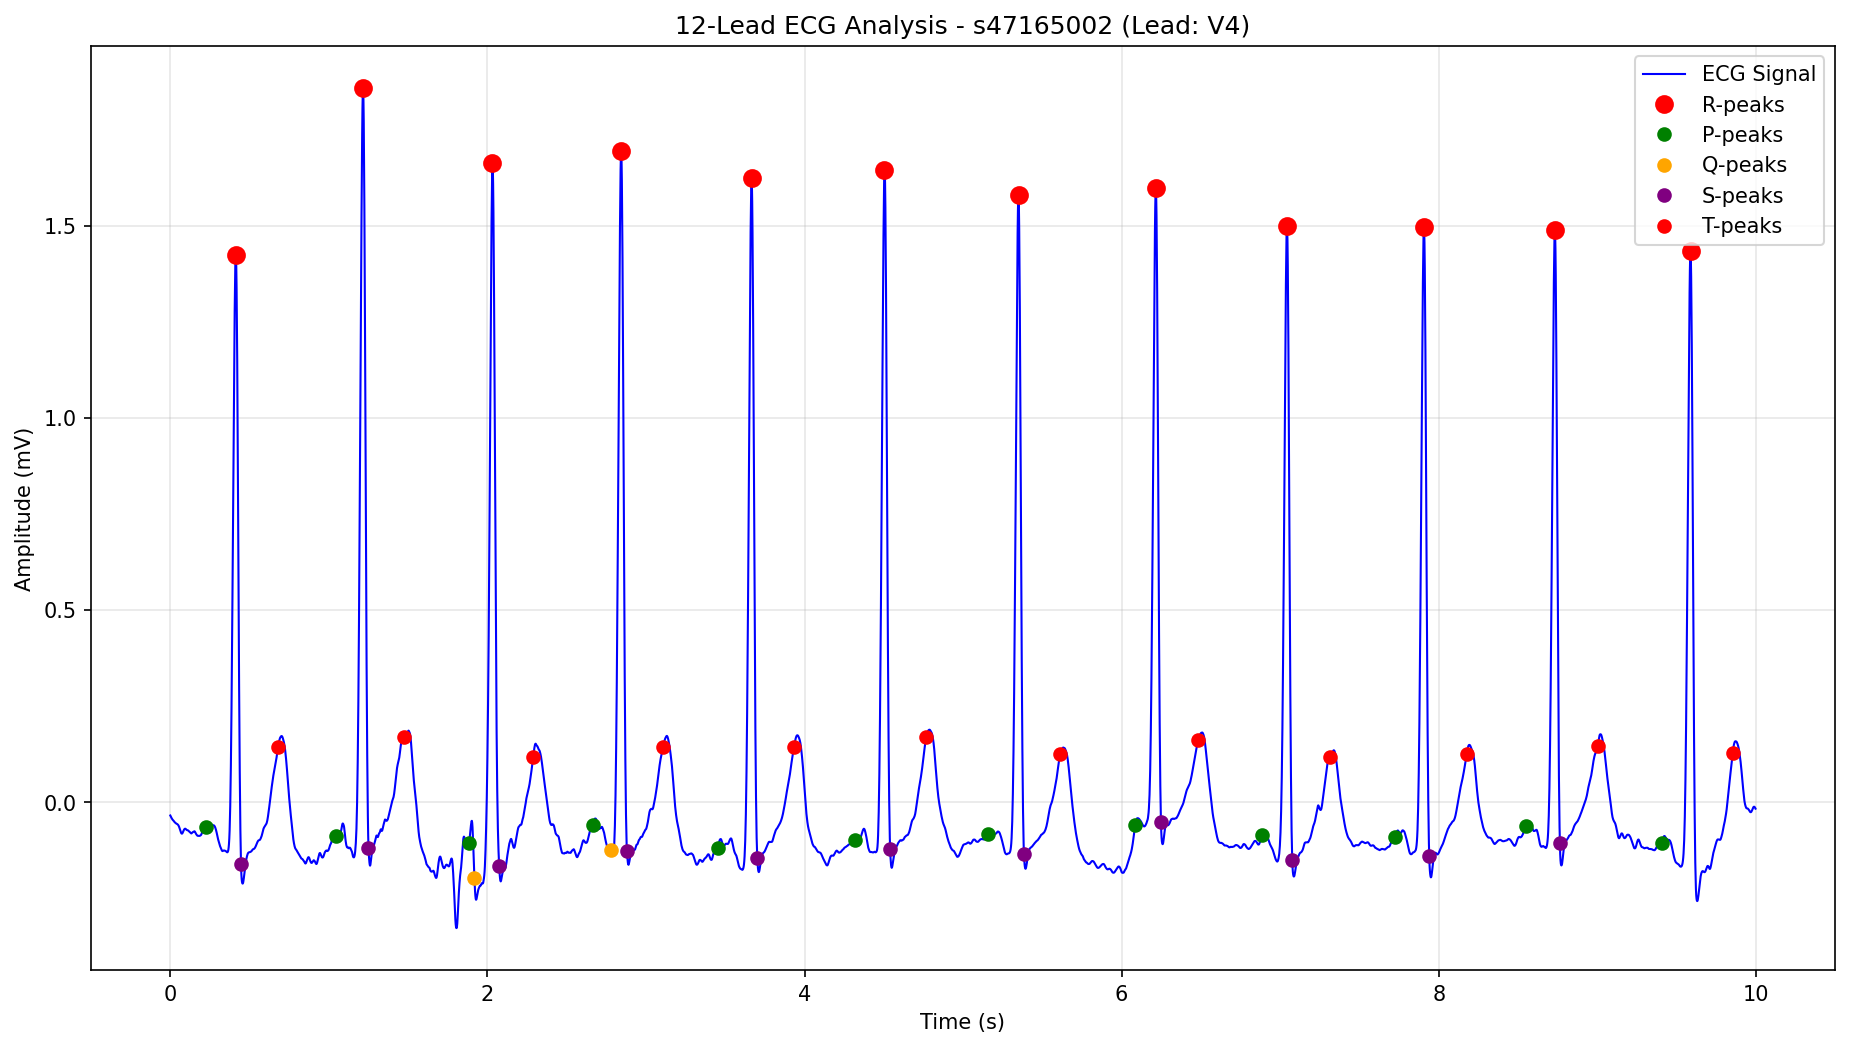 12-Lead ECG Analysis - s47165002 (Lead: V4)
ECG Signal
R-peaks
P-peaks
Q-peaks
S-peaks
T-peaks
1.5
1.0
0.5
0.0
Amplitude (mV)
0 2 4 6 8 10
Time (s)